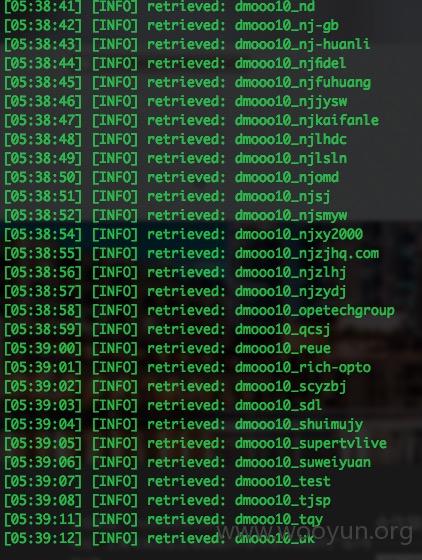 [05:38:41] [INFO] retrieved: dmooo10_nd
[05:38:42] [INFO] retrieved: dmooo10_nj-gb
[05:38:43] [INFO] retrieved: dmooo10_nj-huanli
[05:38:44] [INFO] retrieved: dmooo10_njfidel
[05:38:45] [INFO] retrieved: dmooo10_njfuhuang
[05:38:46] [INFO] retrieved: dmooo10_njjysw
[05:38:47] [INFO] retrieved: dmooo10_njkaifanle
[05:38:48] [INFO] retrieved: dmooo10_njlhdc
[05:38:49] [INFO] retrieved: dmooo10_njlsln
[05:38:50] [INFO] retrieved: dmooo10_njomd
[05:38:51] [INFO] retrieved: dmooo10_njsj
[05:38:52] [INFO] retrieved: dmooo10_njsmyw
[05:38:54] [INFO] retrieved: dmooo10_njxy2000
[05:38:55] [INFO] retrieved: dmooo10_njzjhq.com
[05:38:56] [INFO] retrieved: dmooo10_njzlhj
[05:38:57] [INFO] retrieved: dmooo10_njzydj
[05:38:58] [INFO] retrieved: dmooo10_opetechgroup
[05:38:59] [INFO] retrieved: dmooo10_qcsj
[05:39:00] [INFO] retrieved: dmooo10_reue
[05:39:01] [INFO] retrieved: dmooo10_rich-opto
[05:39:02] [INFO] retrieved: dmooo10_scyzbj
[05:39:03] [INFO] retrieved: dmooo10_sdl
[05:39:04] [INFO] retrieved: dmooo10_shuimujy
[05:39:05] [INFO] retrieved: dmooo10_supertvlive
[05:39:06] [INFO] retrieved: dmooo10_suweiyuan
[05:39:07] [INFO] retrieved: dmooo10_test
[05:39:08] [INFO] retrieved: dmooo10_tjsp
[05:39:11] [INFO] retrieved: dmooo10_tqy
[05:39:12] [INFO] retrieved: dmooo10_uk
www.wooyun.org